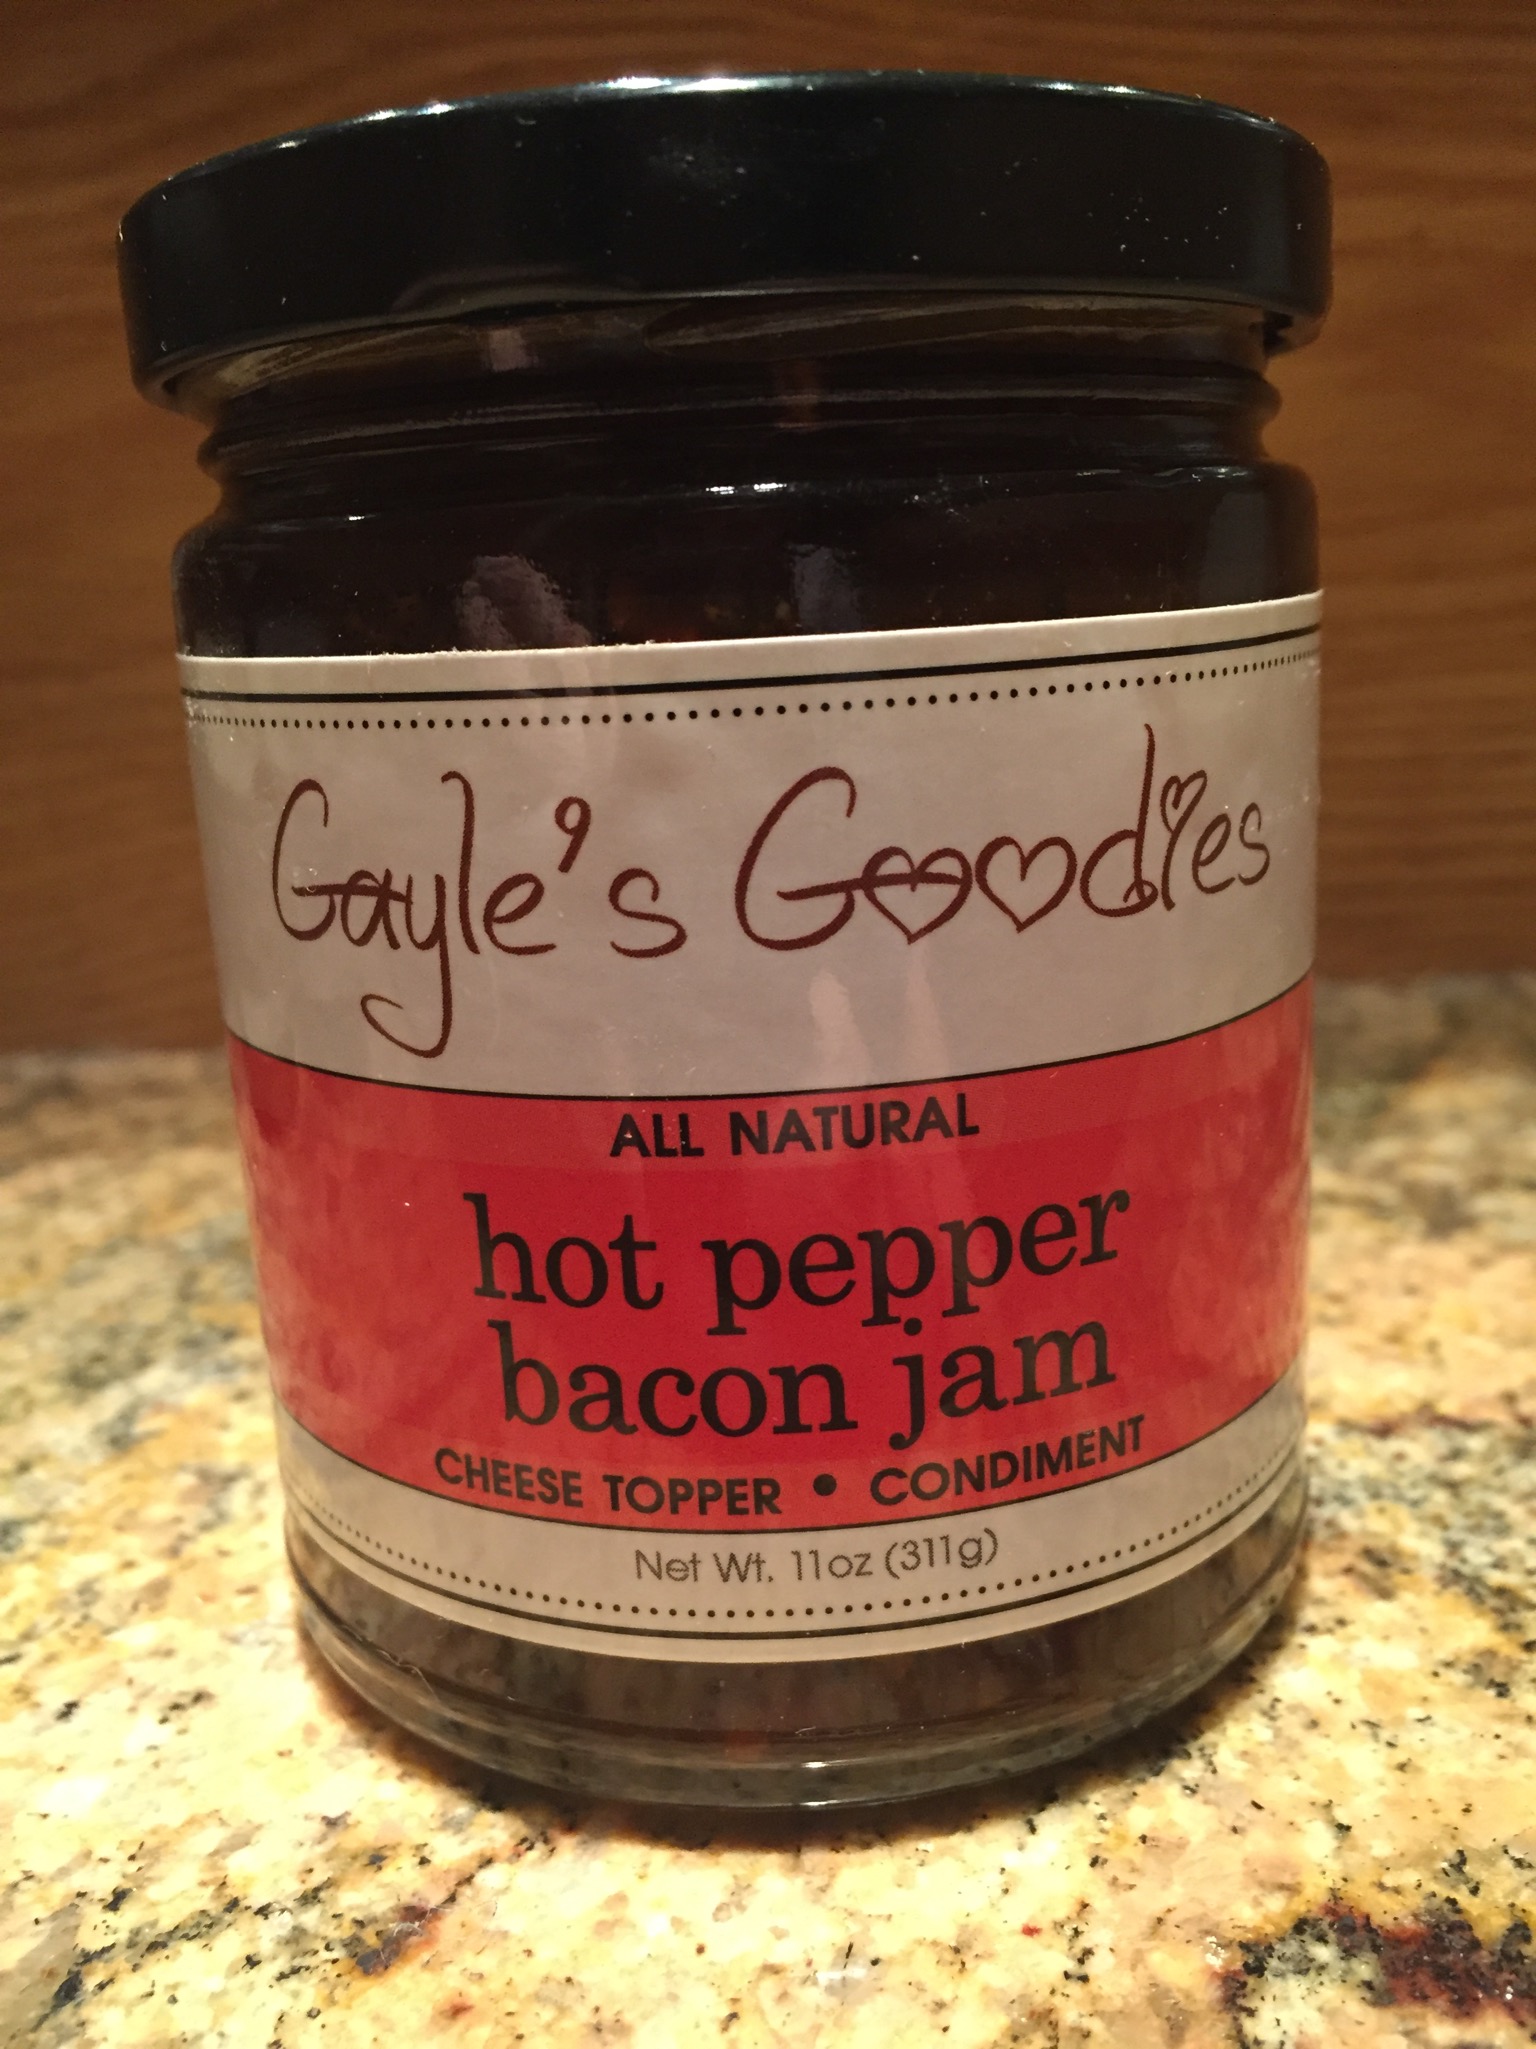 Gayle's Goodies
ALL NATURAL
hot pepper
bacon jam
CHEESE TOPPER • CONDIMENT
Net Wt. 11oz (311g)